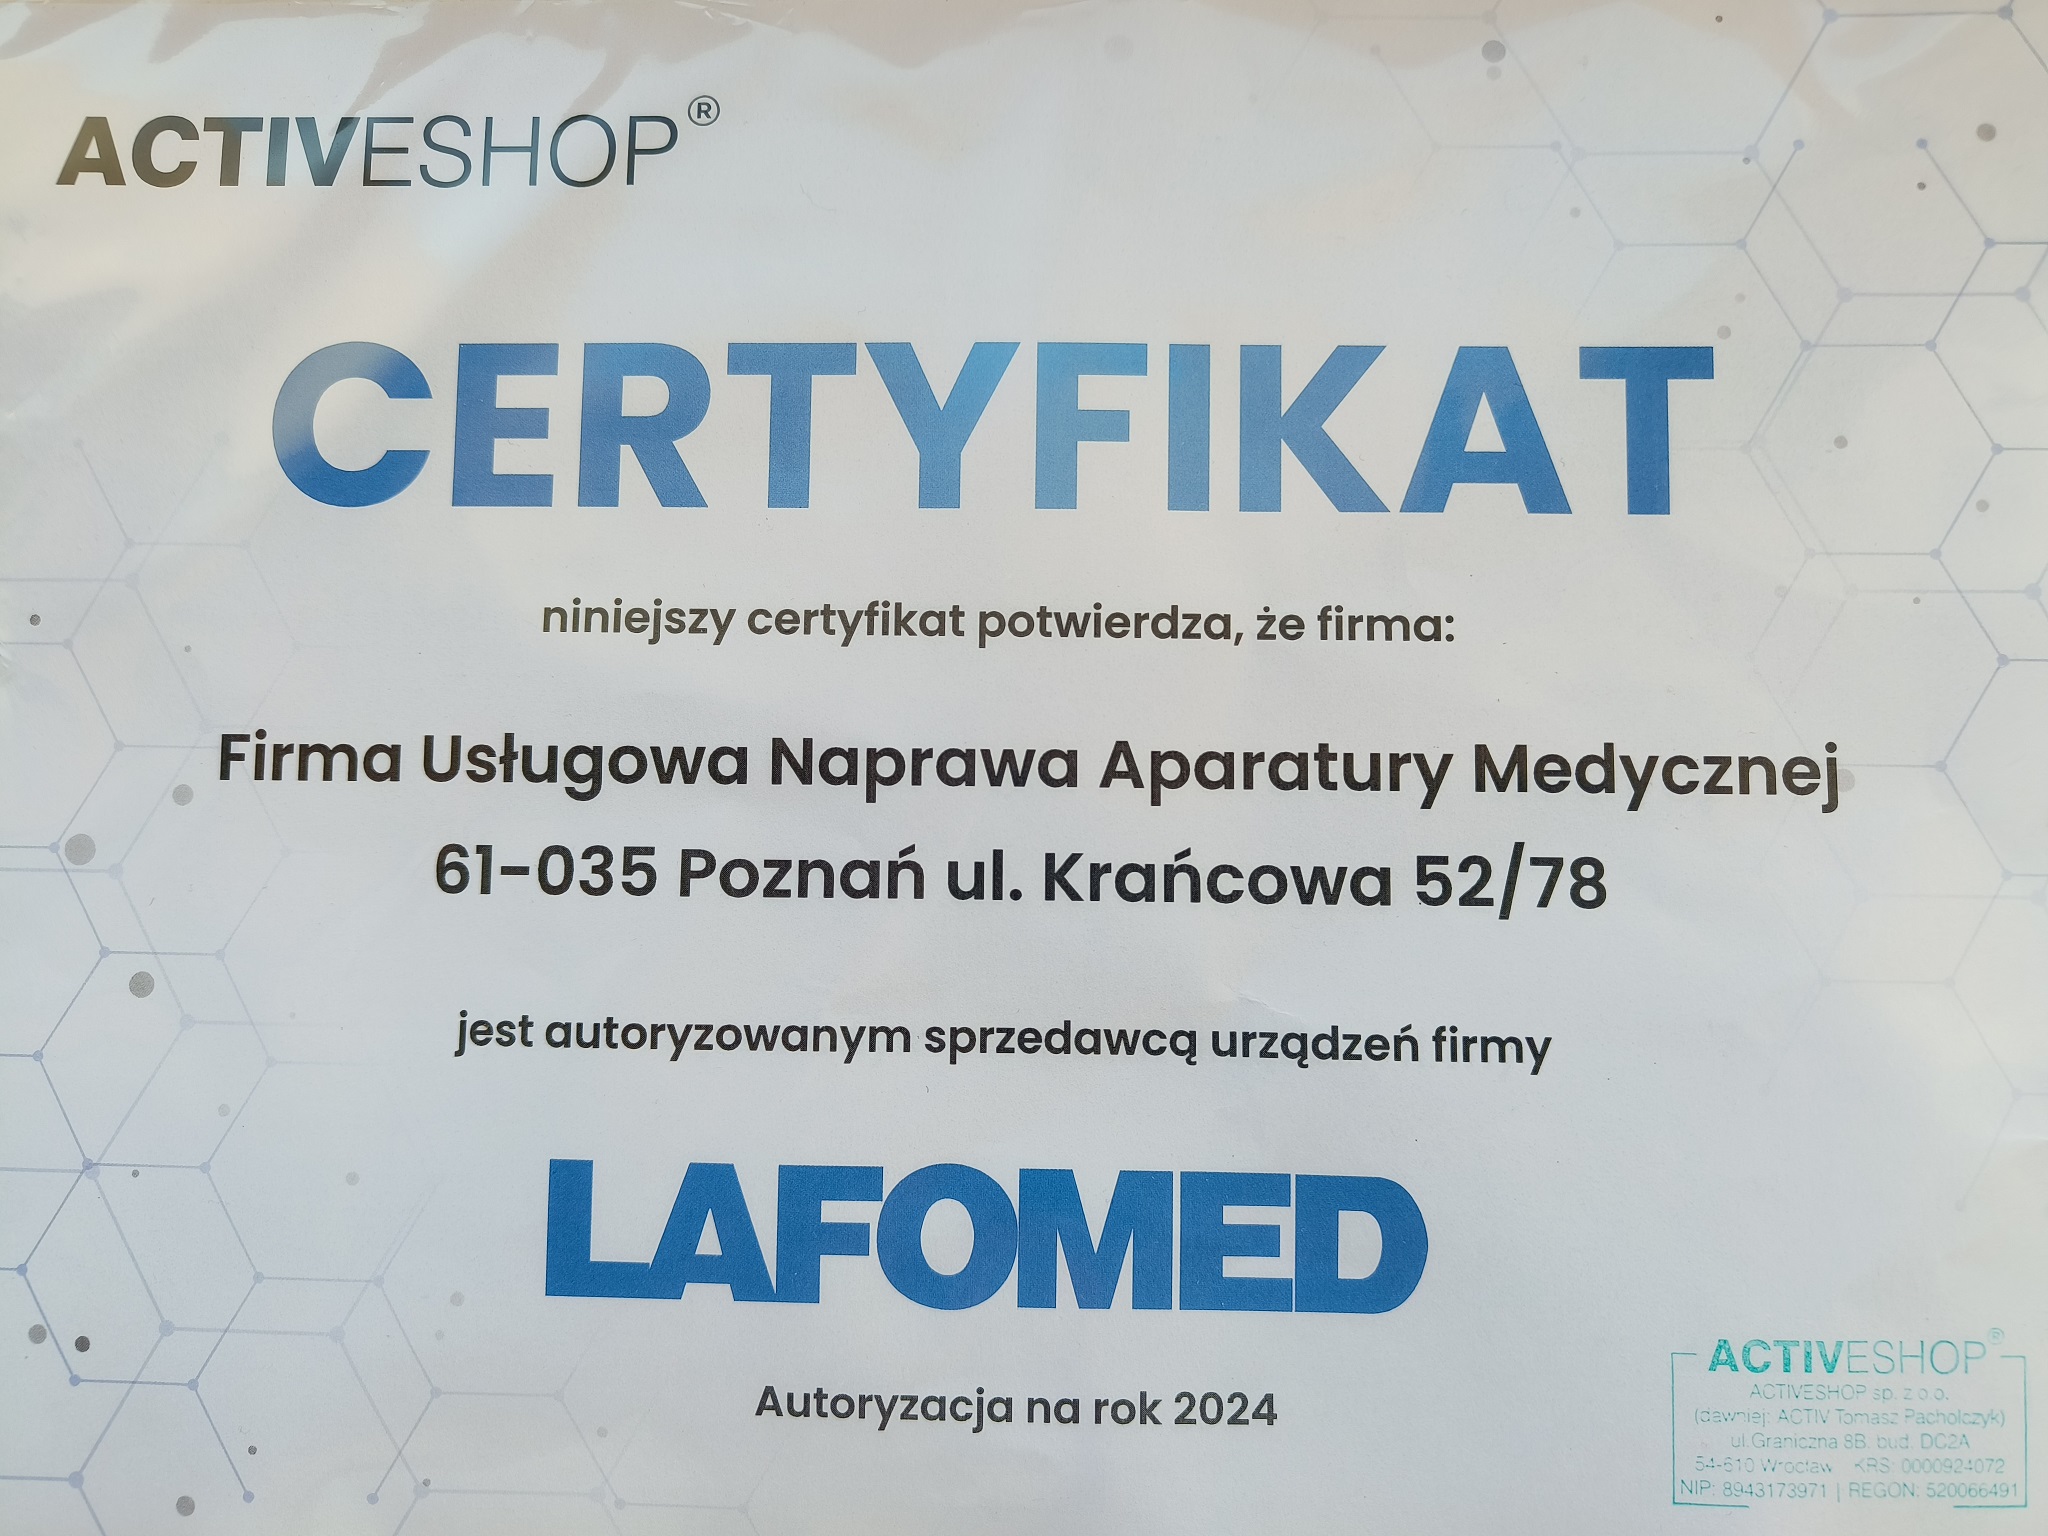 ACTIVESHOP®
CERTYFIKAT
niniejszy certyfikat potwierdza, że firma:
Firma Usługowa Naprawa Aparatury Medycznej
61-035 Poznań ul. Krańcowa 52/78
jest autoryzowanym sprzedawcą urządzeń firmy
LAFOMED
Autoryzacja na rok 2024
ACTIVESHOP®
ACTIVESHOP sp. z o.o.
(dawniej: ACTIV Tomasz Pacholczyk)
ul.Graniczna 8B. bud. DC2A
54-610 Wrocław KRS: 0000924072
NIP: 8943173971 | REGON: 520066491